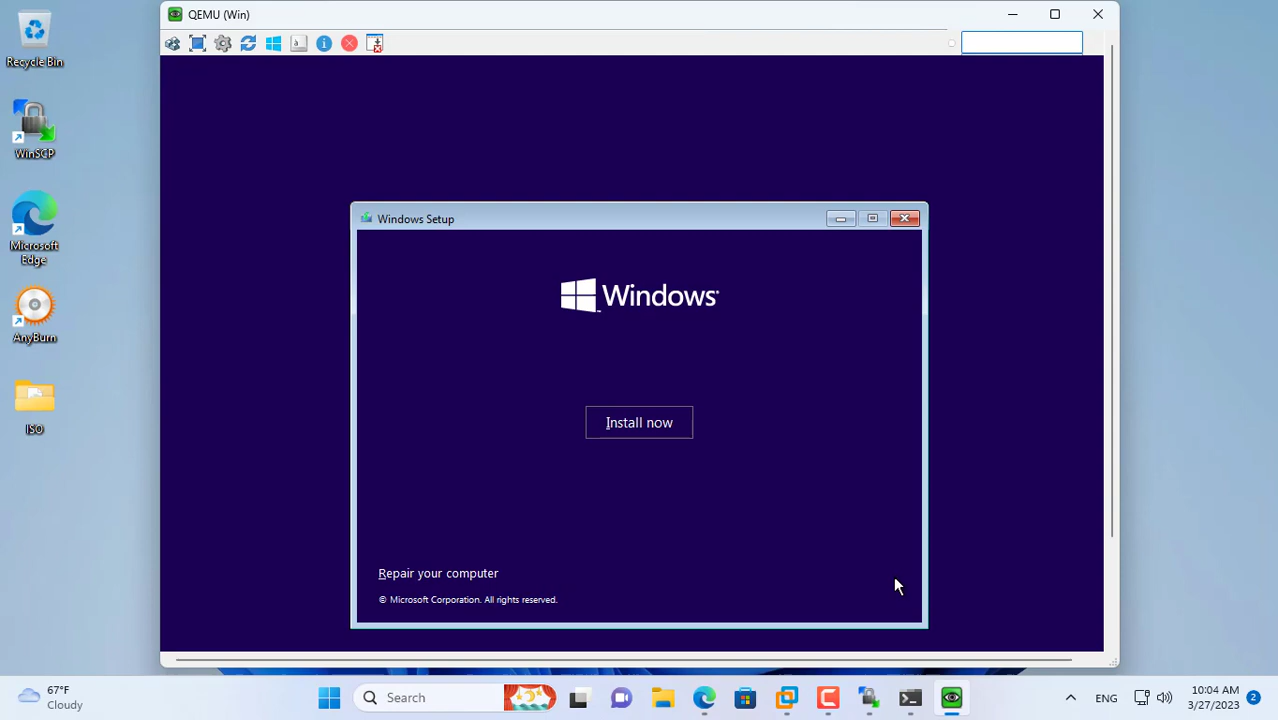 QEMU (Win)
Recycle Bin
WinSCP
Microsoft
Edge
AnyBurn
ISO
Windows Setup
Windows
Install now
Repair your computer
© Microsoft Corporation. All rights reserved.
67°F
Cloudy
Search
ENG
10:04 AM
3/27/2023
2